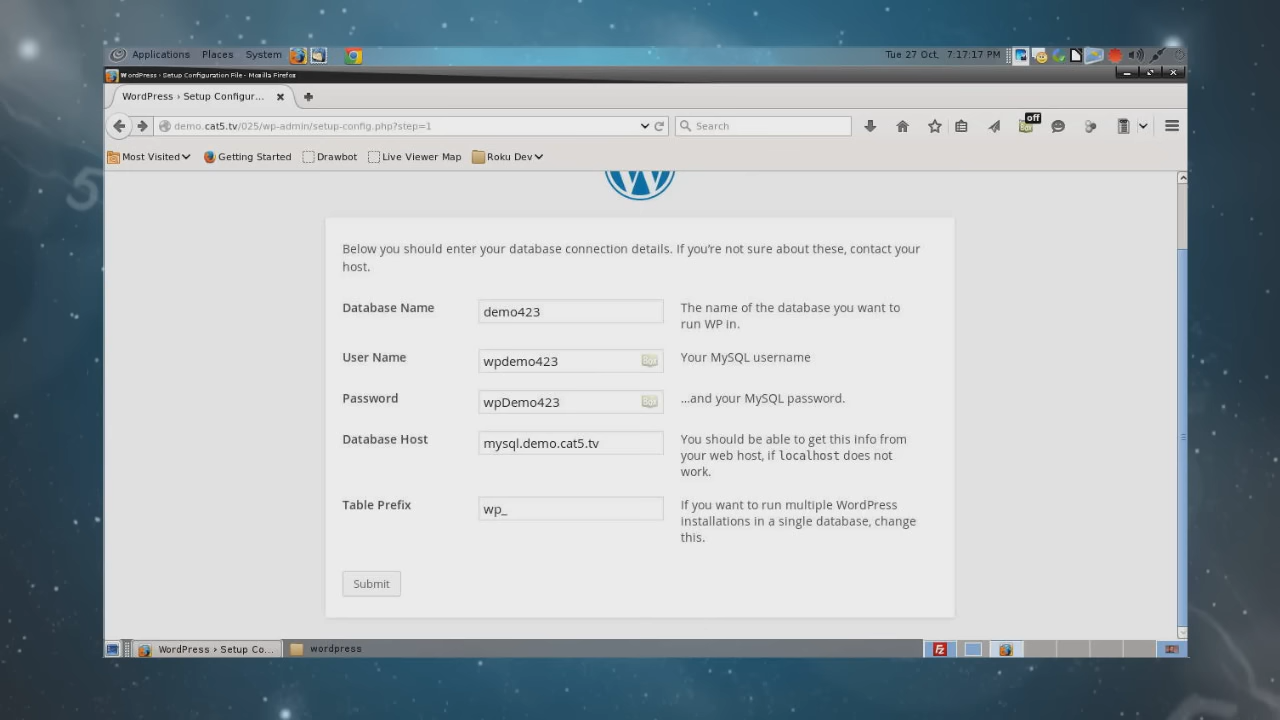 Applications Places System
Tue 27 Oct, 7:17:17 PM
WordPress › Setup Configuration File - Mozilla Firefox
WordPress › Setup Configur...
demo.cat5.tv/025/wp-admin/setup-config.php?step=1
Search
off
Most Visited Getting Started Drawbot Live Viewer Map Roku Dev
Below you should enter your database connection details. If you're not sure about these, contact your
host.
Database Name
demo423
The name of the database you want to
run WP in.
User Name
wpdemo423
Your MySQL username
Password
wpDemo423
...and your MySQL password.
Database Host
mysql.demo.cat5.tv
You should be able to get this info from
your web host, if localhost does not
work.
Table Prefix
wp_
If you want to run multiple WordPress
installations in a single database, change
this.
Submit
WordPress › Setup Co...
wordpress